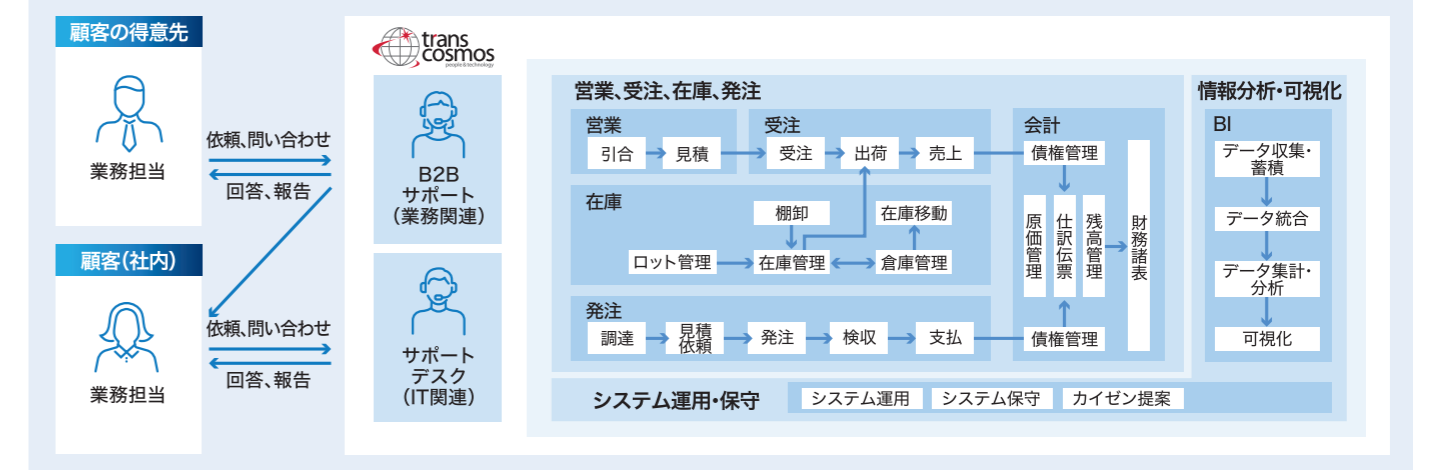 顧客の得意先
業務担当
依頼、問い合わせ
回答、報告
顧客(社内)
業務担当
依頼、問い合わせ
回答、報告
trans
cosmos
people & technology
B2B
サポート
(業務関連)
サポート
デスク
(IT関連)
営業、受注、在庫、発注
営業
引合
見積
受注
受注
出荷
売上
在庫
棚卸
在庫移動
ロット管理
在庫管理
倉庫管理
発注
調達
見積
依頼
発注
検収
支払
会計
債権管理
原価管理
仕訳伝票
残高管理
財務諸表
債権管理
情報分析・可視化
BI
データ収集・
蓄積
データ統合
データ集計・
分析
可視化
システム運用・保守
システム運用
システム保守
カイゼン提案